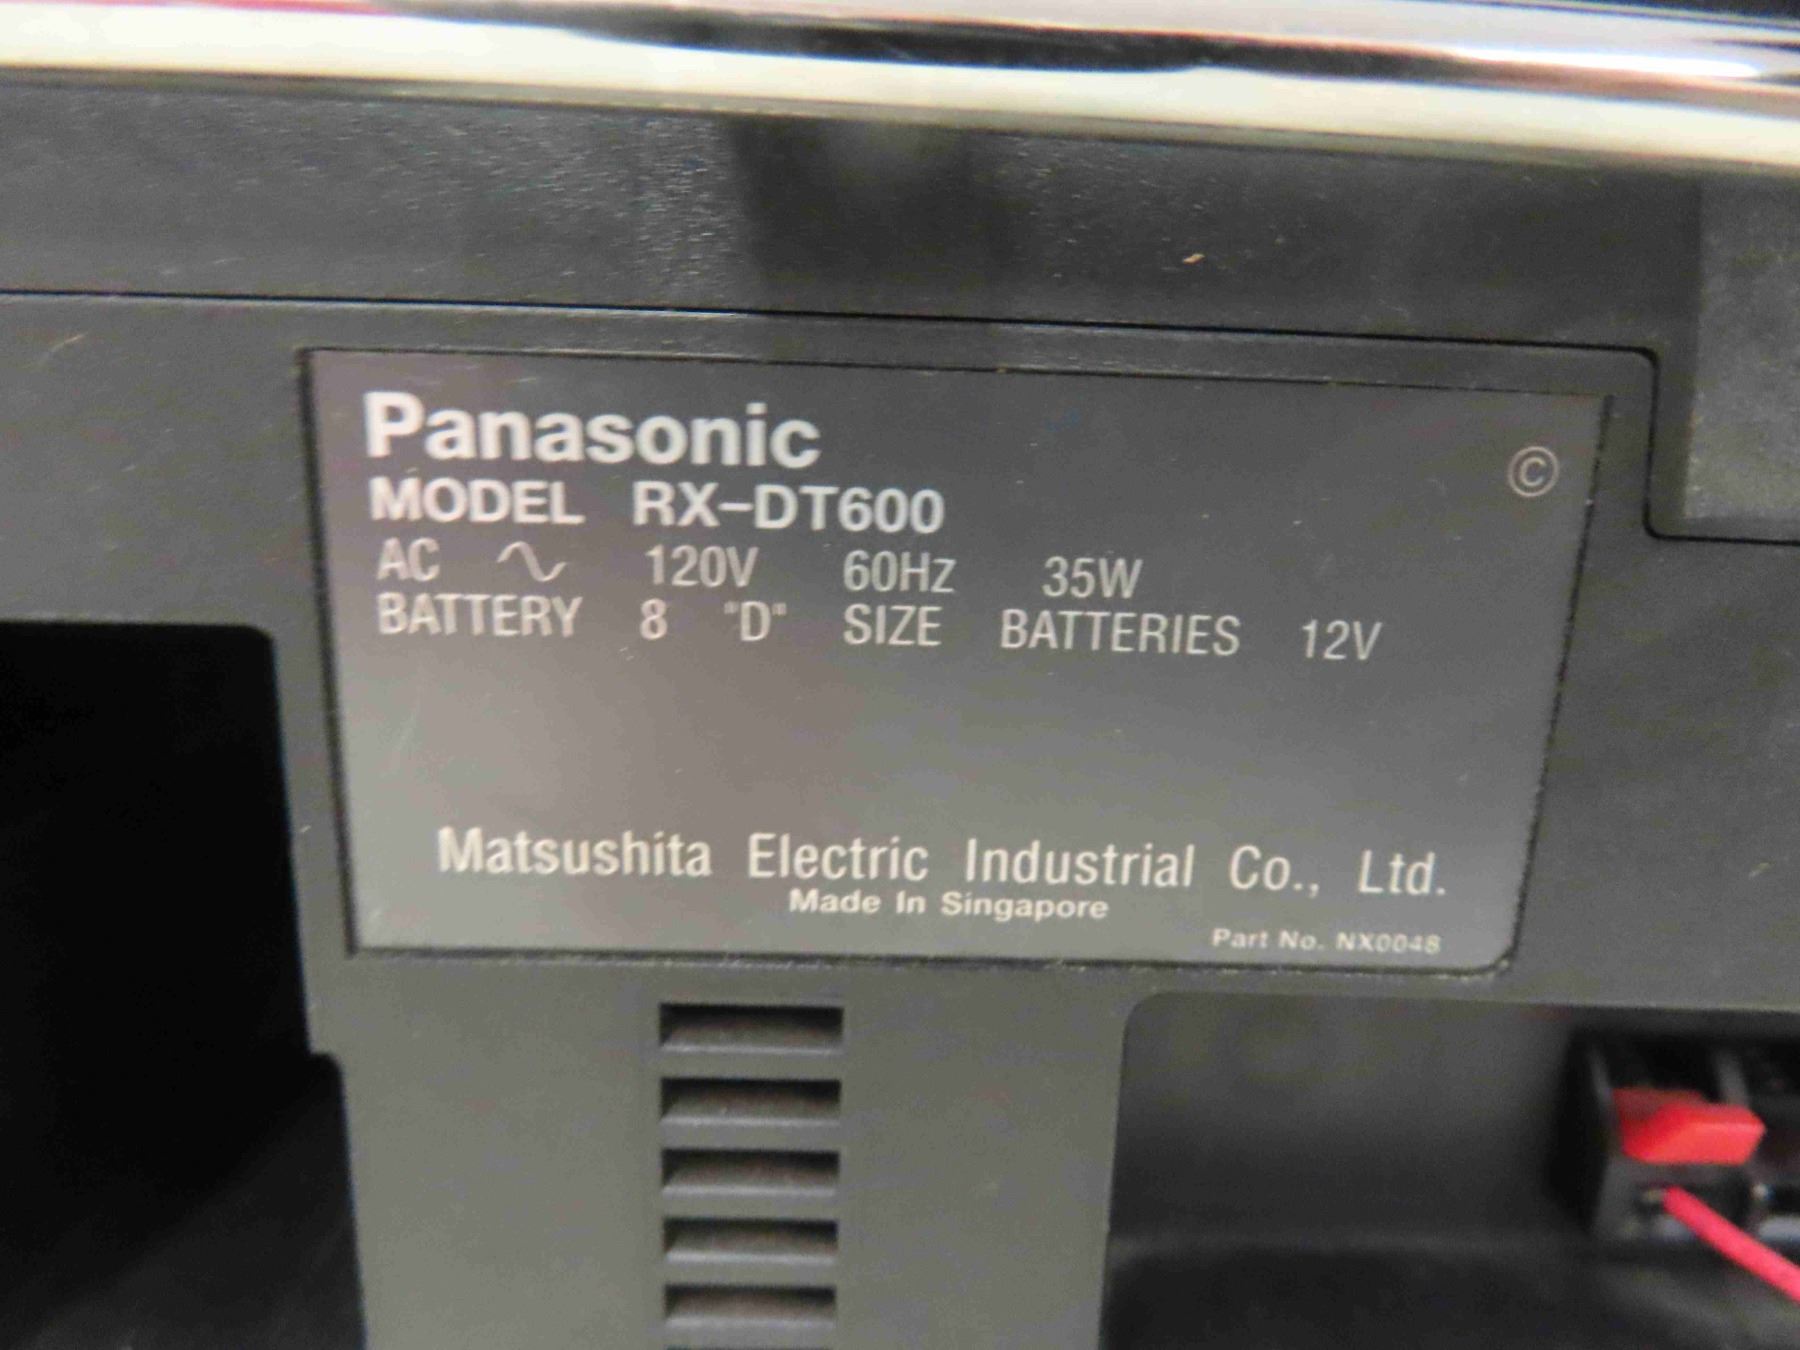 Panasonic
©
MODEL RX-DT600
AC 120V 60Hz 35W
BATTERY 8 "D" SIZE BATTERIES 12V
Matsushita Electric Industrial Co., Ltd.
Made In Singapore
Part No. NX0048